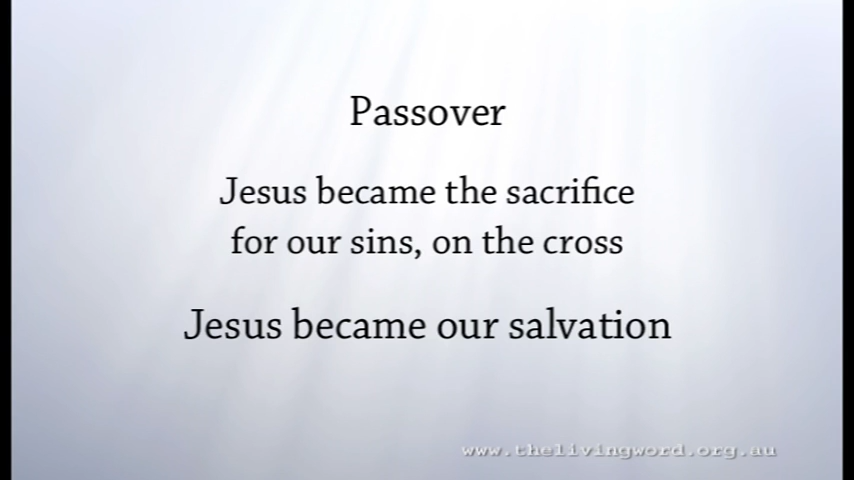 Passover
Jesus became the sacrifice
for our sins, on the cross
Jesus became our salvation
www.thelivingword.org.au